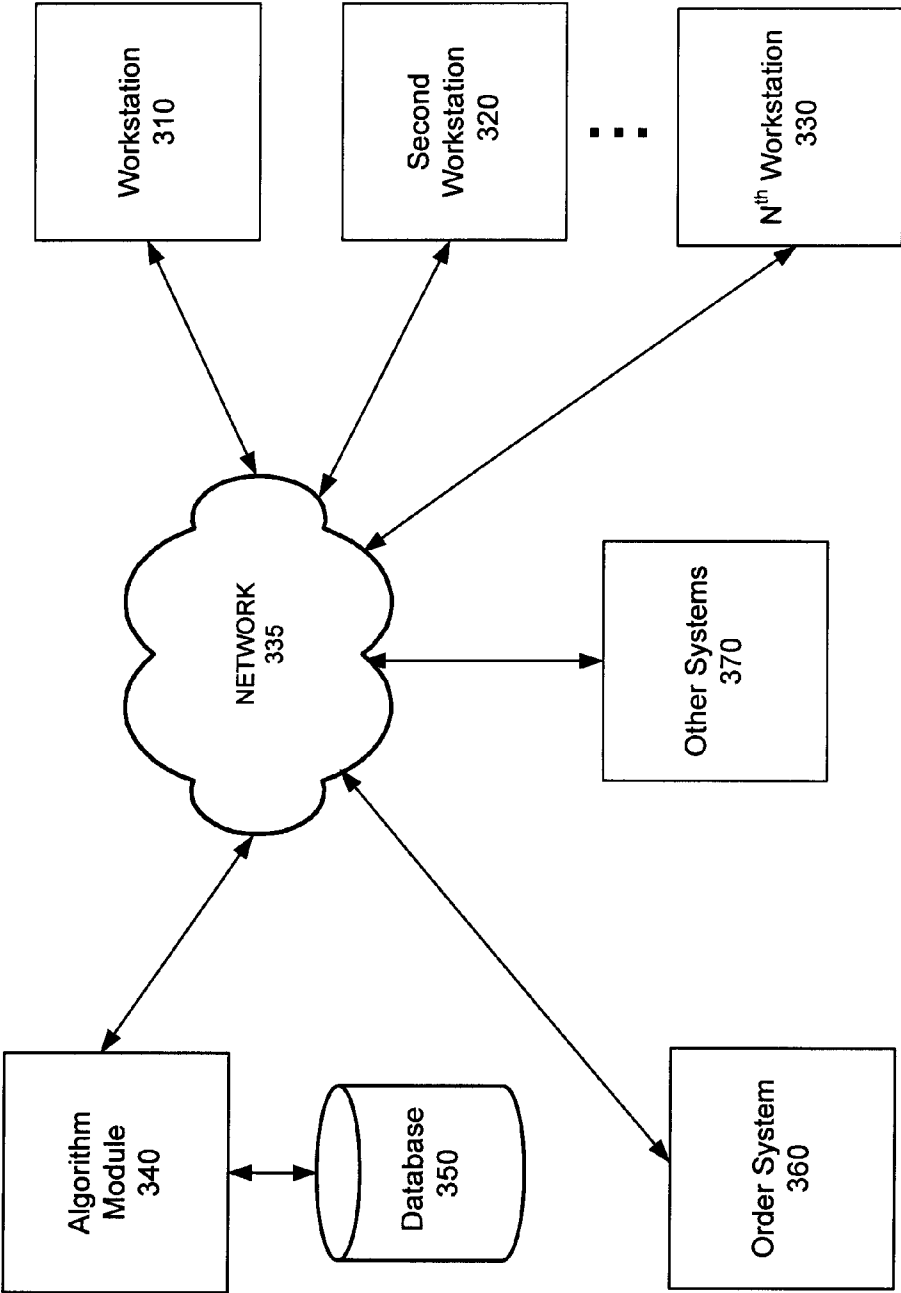 Algorithm
Module
340
Database
350
Order System
360
NETWORK
335
Other Systems
370
Workstation
310
Second
Workstation
320
Nth Workstation
330